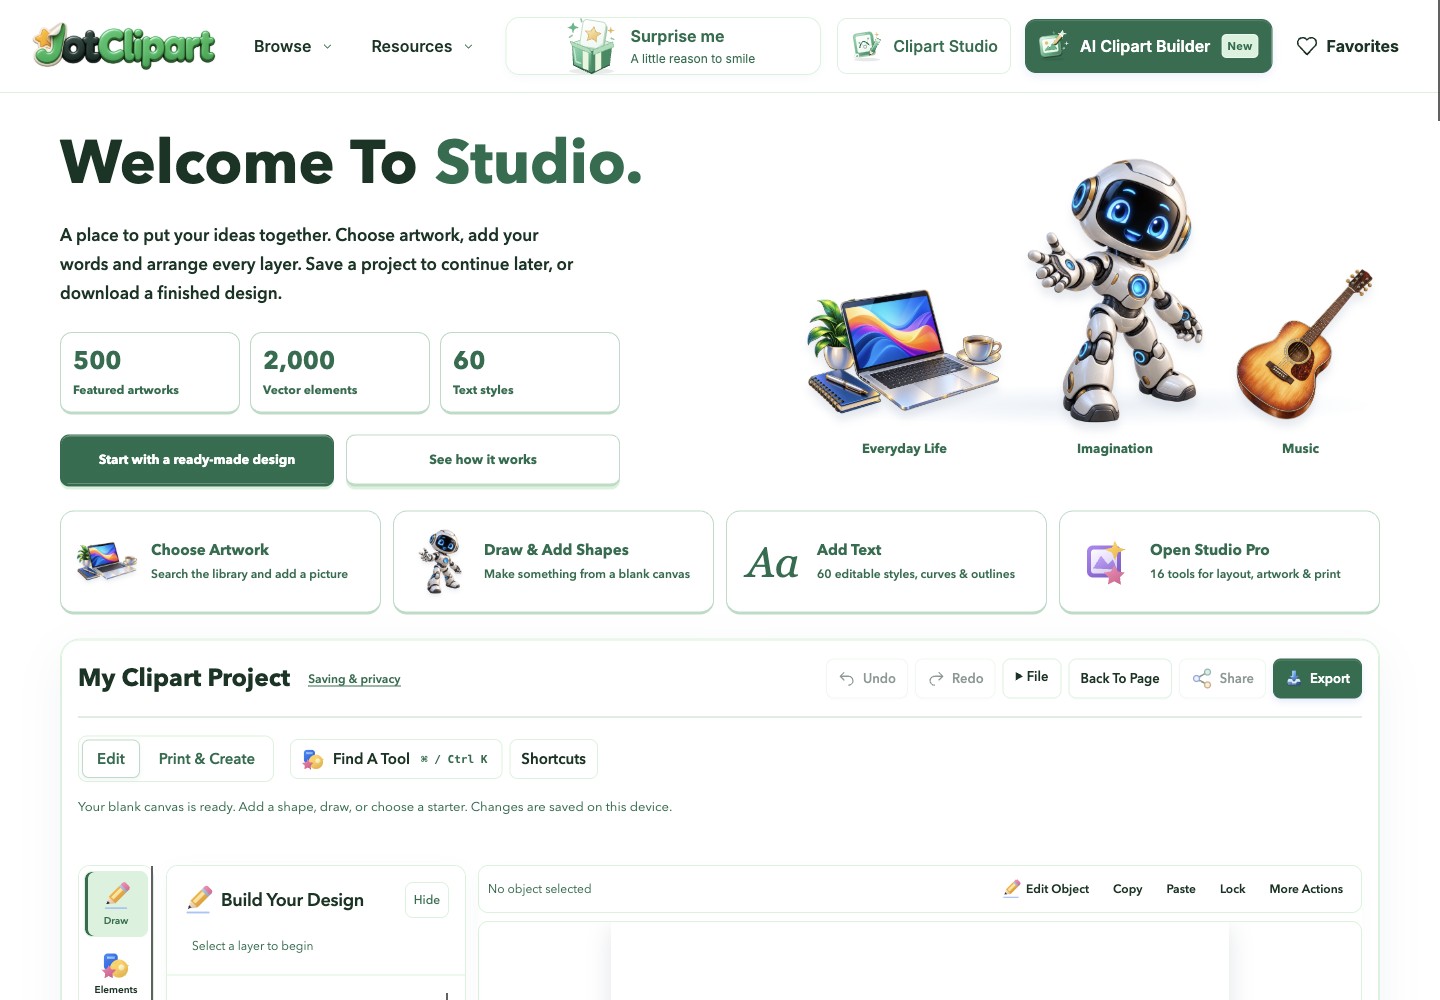 JotClipart
Browse
Resources
Surprise me
A little reason to smile
Clipart Studio
AI Clipart Builder
New
Favorites
Welcome To Studio.
A place to put your ideas together. Choose artwork, add your
words and arrange every layer. Save a project to continue later, or
download a finished design.
500
Featured artworks
2,000
Vector elements
60
Text styles
Start with a ready-made design
See how it works
Everyday Life
Imagination
Music
Choose Artwork
Search the library and add a picture
Draw & Add Shapes
Make something from a blank canvas
Aa
Add Text
60 editable styles, curves & outlines
Open Studio Pro
16 tools for layout, artwork & print
My Clipart Project
Saving & privacy
Undo
Redo
File
Back To Page
Share
Export
Edit
Print & Create
Find A Tool ⌘ / Ctrl K
Shortcuts
Your blank canvas is ready. Add a shape, draw, or choose a starter. Changes are saved on this device.
Draw
Elements
Build Your Design
Hide
Select a layer to begin
No object selected
Edit Object
Copy
Paste
Lock
More Actions